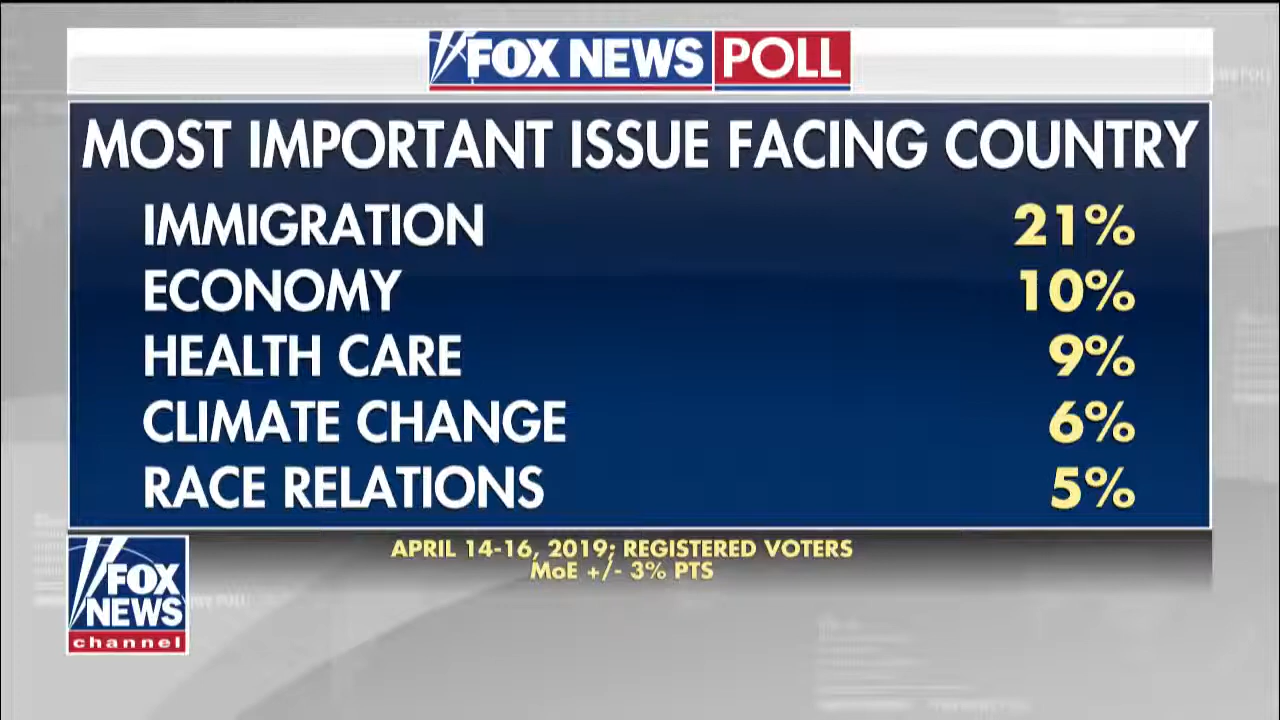 FOX NEWS POLL
MOST IMPORTANT ISSUE FACING COUNTRY
IMMIGRATION 21%
ECONOMY 10%
HEALTH CARE 9%
CLIMATE CHANGE 6%
RACE RELATIONS 5%
APRIL 14-16, 2019; REGISTERED VOTERS
MoE +/- 3% PTS
FOX
NEWS
channel